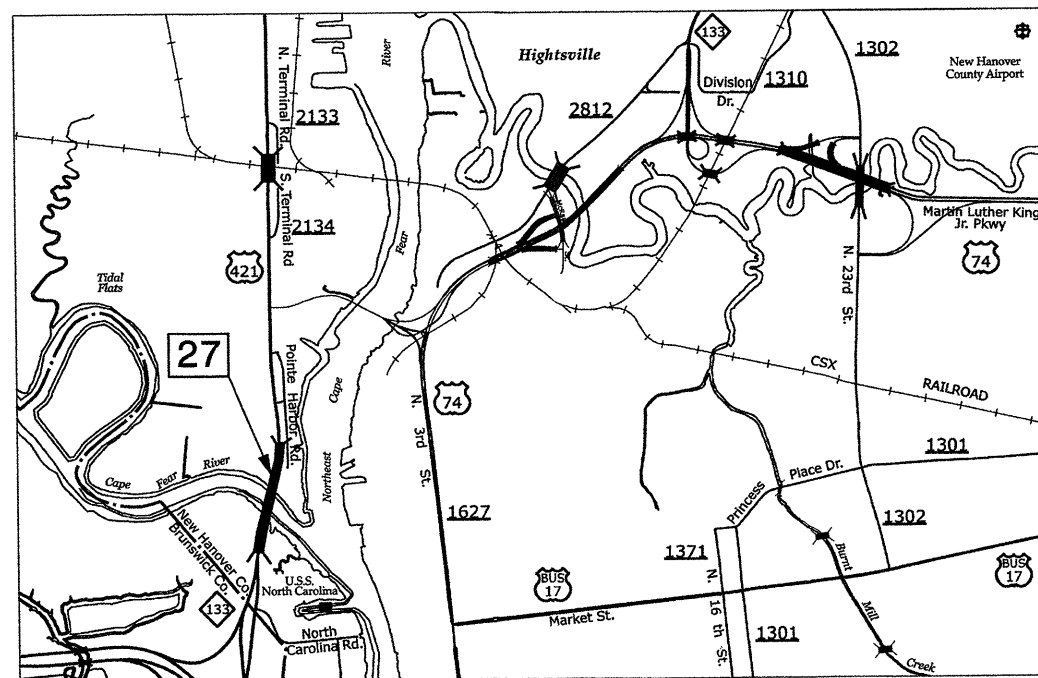 Hightsville
River
133
1310
1302
New Hanover
County Airport
Division
Dr.
2812
N. Terminal Rd
2133
S. Terminal Rd
2134
421
Tidal
Flats
Fear
Martin Luther King
Jr. Pkwy
74
N. 23rd St.
27
Pointe Harbor Rd.
Cape
74
N. 3rd St.
CSX
RAILROAD
1301
Place Dr.
Princess
Cape
Fear
River
Northeast
1627
1302
New Hanover Co.
Brunswick Co.
133
U.S.S.
North Carolina
North
Carolina Rd.
1371
N. 16 th St.
BUS
17
BUS
17
Market St.
1301
Burnt
Mill
Creek